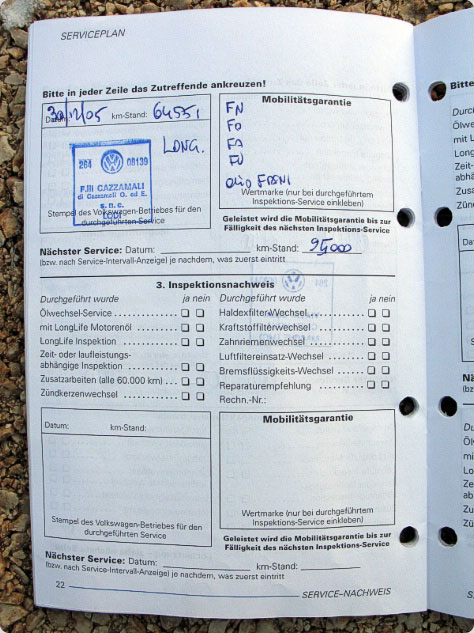 SERVICEPLAN
Bitte in jeder Zeile das Zutreffende ankreuzen!
Datum: 30/12/05 km-Stand: 64551
LONG.
264 08139
F.lli CAZZAMALI
di Cazzamali G. ed E.
s.n.c.
LODI
Stempel des Volkswagen-Betriebes für den
durchgeführten Service
Mobilitätsgarantie
FN
FO
FA
FU
olio FRENI
Wertmarke (nur bei durchgeführtem
Inspektions-Service einkleben)
Geleistet wird die Mobilitätsgarantie bis zur
Fälligkeit des nächsten Inspektions-Service
Nächster Service: Datum: km-Stand: 95000
(bzw. nach Service-Intervall-Anzeige) je nachdem, was zuerst eintritt
3. Inspektionsnachweis
Durchgeführt wurde ja nein
Ölwechsel-Service
mit LongLife Motorenöl
LongLife Inspektion
Zeit- oder laufleistungs-
abhängige Inspektion
Zusatzarbeiten (alle 60.000 km)
Zündkerzenwechsel
Durchgeführt wurde ja nein
Haldexfilter-Wechsel
Kraftstofffilterwechsel
Zahnriemenwechsel
Luftfiltereinsatz-Wechsel
Bremsflüssigkeits-Wechsel
Reparaturempfehlung
Rechn.-Nr.:
Datum: km-Stand:
Stempel des Volkswagen-Betriebes für den
durchgeführten Service
Mobilitätsgarantie
Wertmarke (nur bei durchgeführtem
Inspektions-Service einkleben)
Geleistet wird die Mobilitätsgarantie bis zur
Fälligkeit des nächsten Inspektions-Service
Nächster Service: Datum: km-Stand:
(bzw. nach Service-Intervall-Anzeige) je nachdem, was zuerst eintritt
22
SERVICE–NACHWEIS